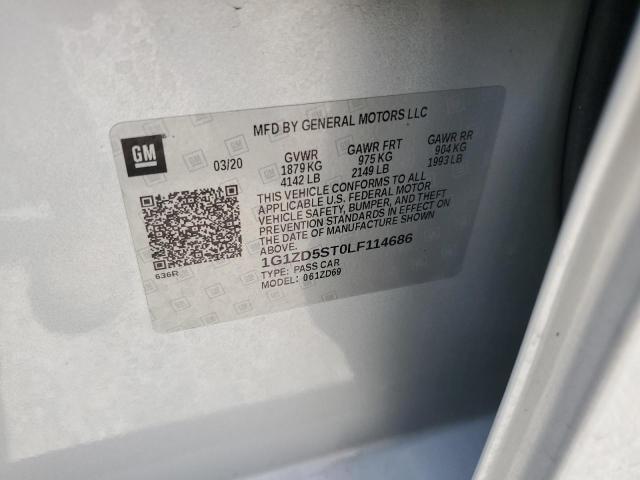 MFD BY GENERAL MOTORS LLC
GM
03/20
GVWR GAWR FRT GAWR RR
1879 KG 975 KG 904 KG
4142 LB 2149 LB 1993 LB
THIS VEHICLE CONFORMS TO ALL
APPLICABLE U.S. FEDERAL MOTOR
VEHICLE SAFETY, BUMPER, AND THEFT
PREVENTION STANDARDS IN EFFECT ON
THE DATE OF MANUFACTURE SHOWN
ABOVE.
1G1ZD5ST0LF114686
TYPE: PASS CAR
MODEL: 061ZD69
636R